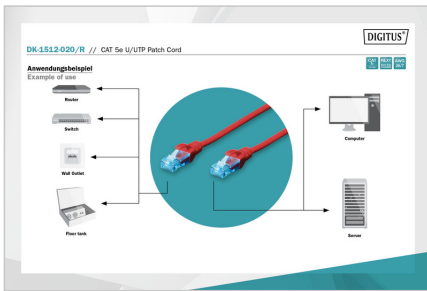 DIGITUS®
DK-1512-020/R // CAT 5e U/UTP Patch Cord
Anwendungsbeispiel
Example of use
Router
Switch
Wall Outlet
Floor tank
Computer
Server